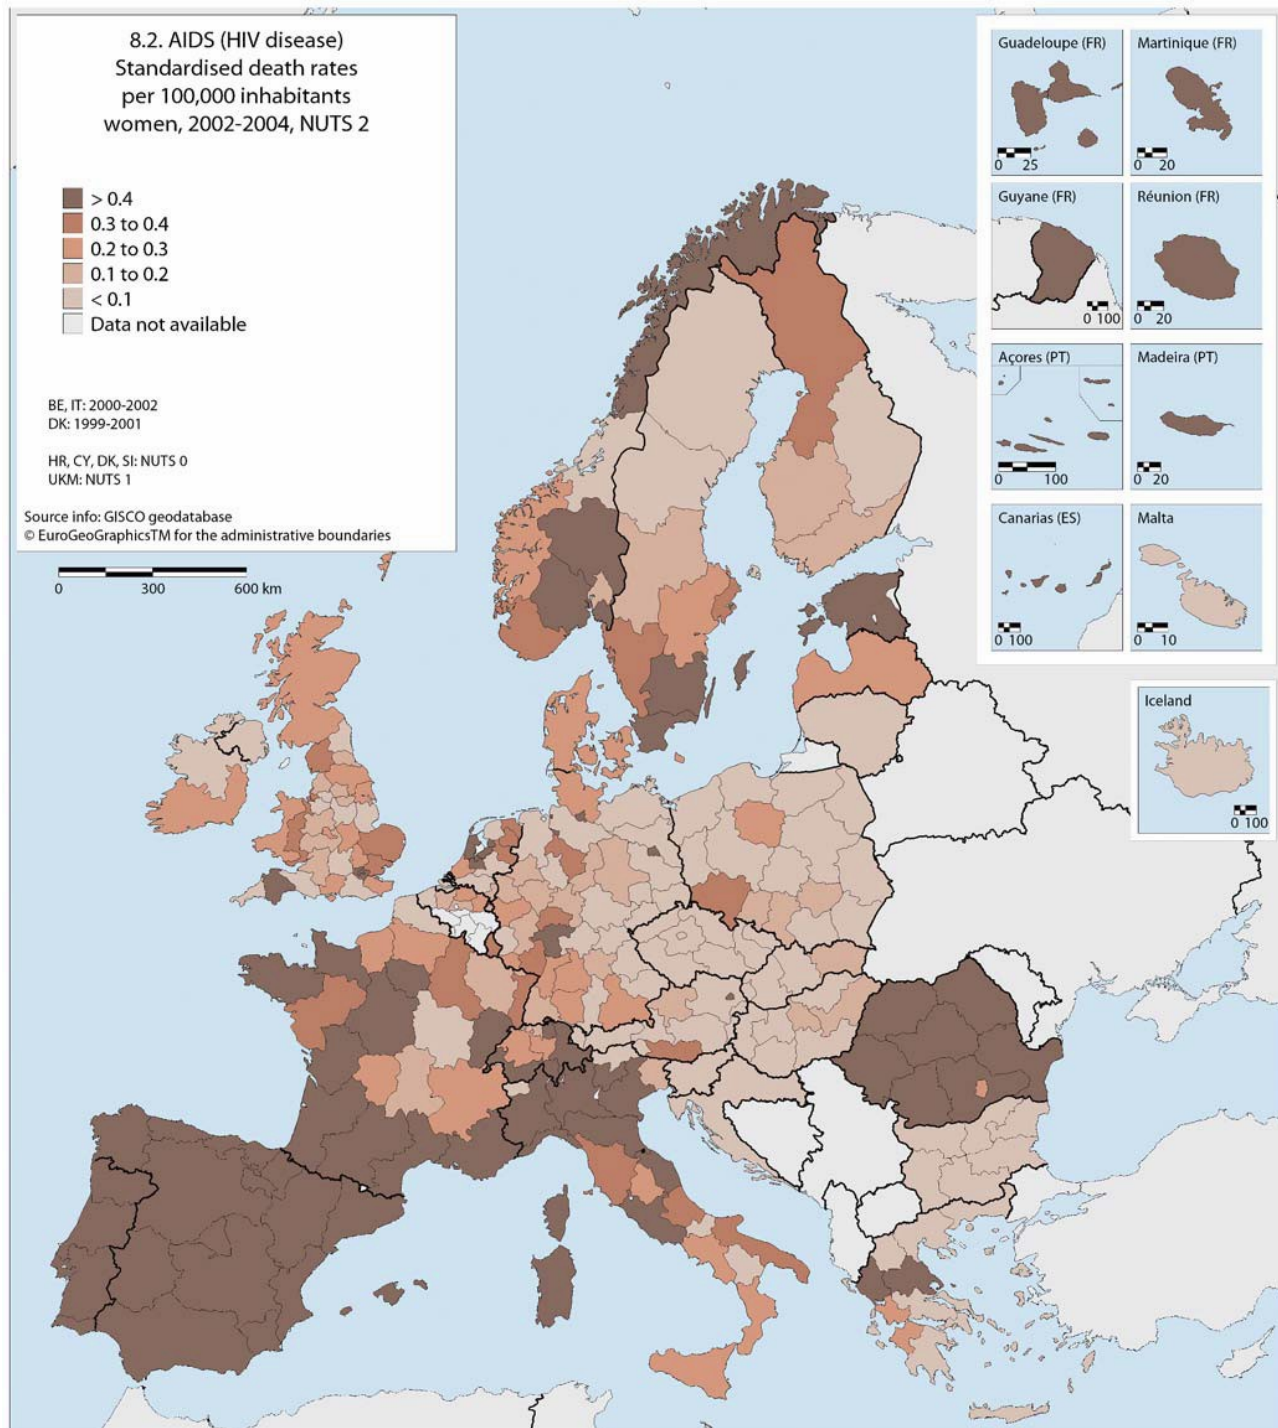 8.2. AIDS (HIV disease)
Standardised death rates
per 100,000 inhabitants
women, 2002-2004, NUTS 2
> 0.4
0.3 to 0.4
0.2 to 0.3
0.1 to 0.2
< 0.1
Data not available
BE, IT: 2000-2002
DK: 1999-2001
HR, CY, DK, SI: NUTS 0
UKM: NUTS 1
Source info: GISCO geodatabase
© EuroGeoGraphicsTM for the administrative boundaries
0 300 600 km
Guadeloupe (FR)
0 25
Martinique (FR)
0 20
Guyane (FR)
0 100
Réunion (FR)
0 20
Açores (PT)
0 100
Madeira (PT)
0 20
Canarias (ES)
0 100
Malta
0 10
Iceland
0 100